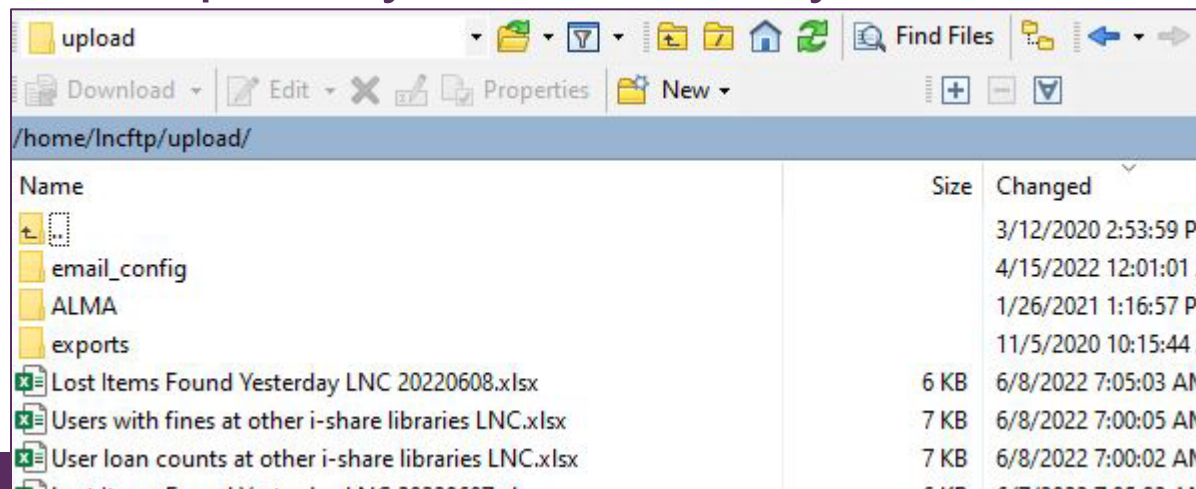 upload Find Files
Download Edit Properties New
/home/lncftp/upload/
Name Size Changed
.. 3/12/2020 2:53:59 P
email_config 4/15/2022 12:01:01
ALMA 1/26/2021 1:16:57 P
exports 11/5/2020 10:15:44
Lost Items Found Yesterday LNC 20220608.xlsx 6 KB 6/8/2022 7:05:03 AM
Users with fines at other i-share libraries LNC.xlsx 7 KB 6/8/2022 7:00:05 AM
User loan counts at other i-share libraries LNC.xlsx 7 KB 6/8/2022 7:00:02 AM